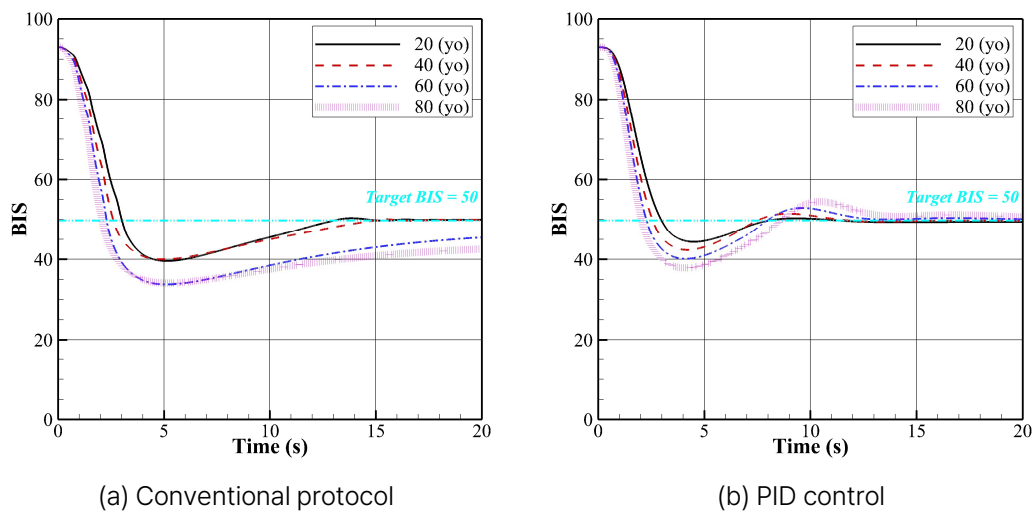 100
80
60
40
20
0
BIS
20 (yo)
40 (yo)
60 (yo)
80 (yo)
Target BIS = 50
0 5 10 15 20
Time (s)
(a) Conventional protocol
100
80
60
40
20
0
BIS
20 (yo)
40 (yo)
60 (yo)
80 (yo)
Target BIS = 50
0 5 10 15 20
Time (s)
(b) PID control